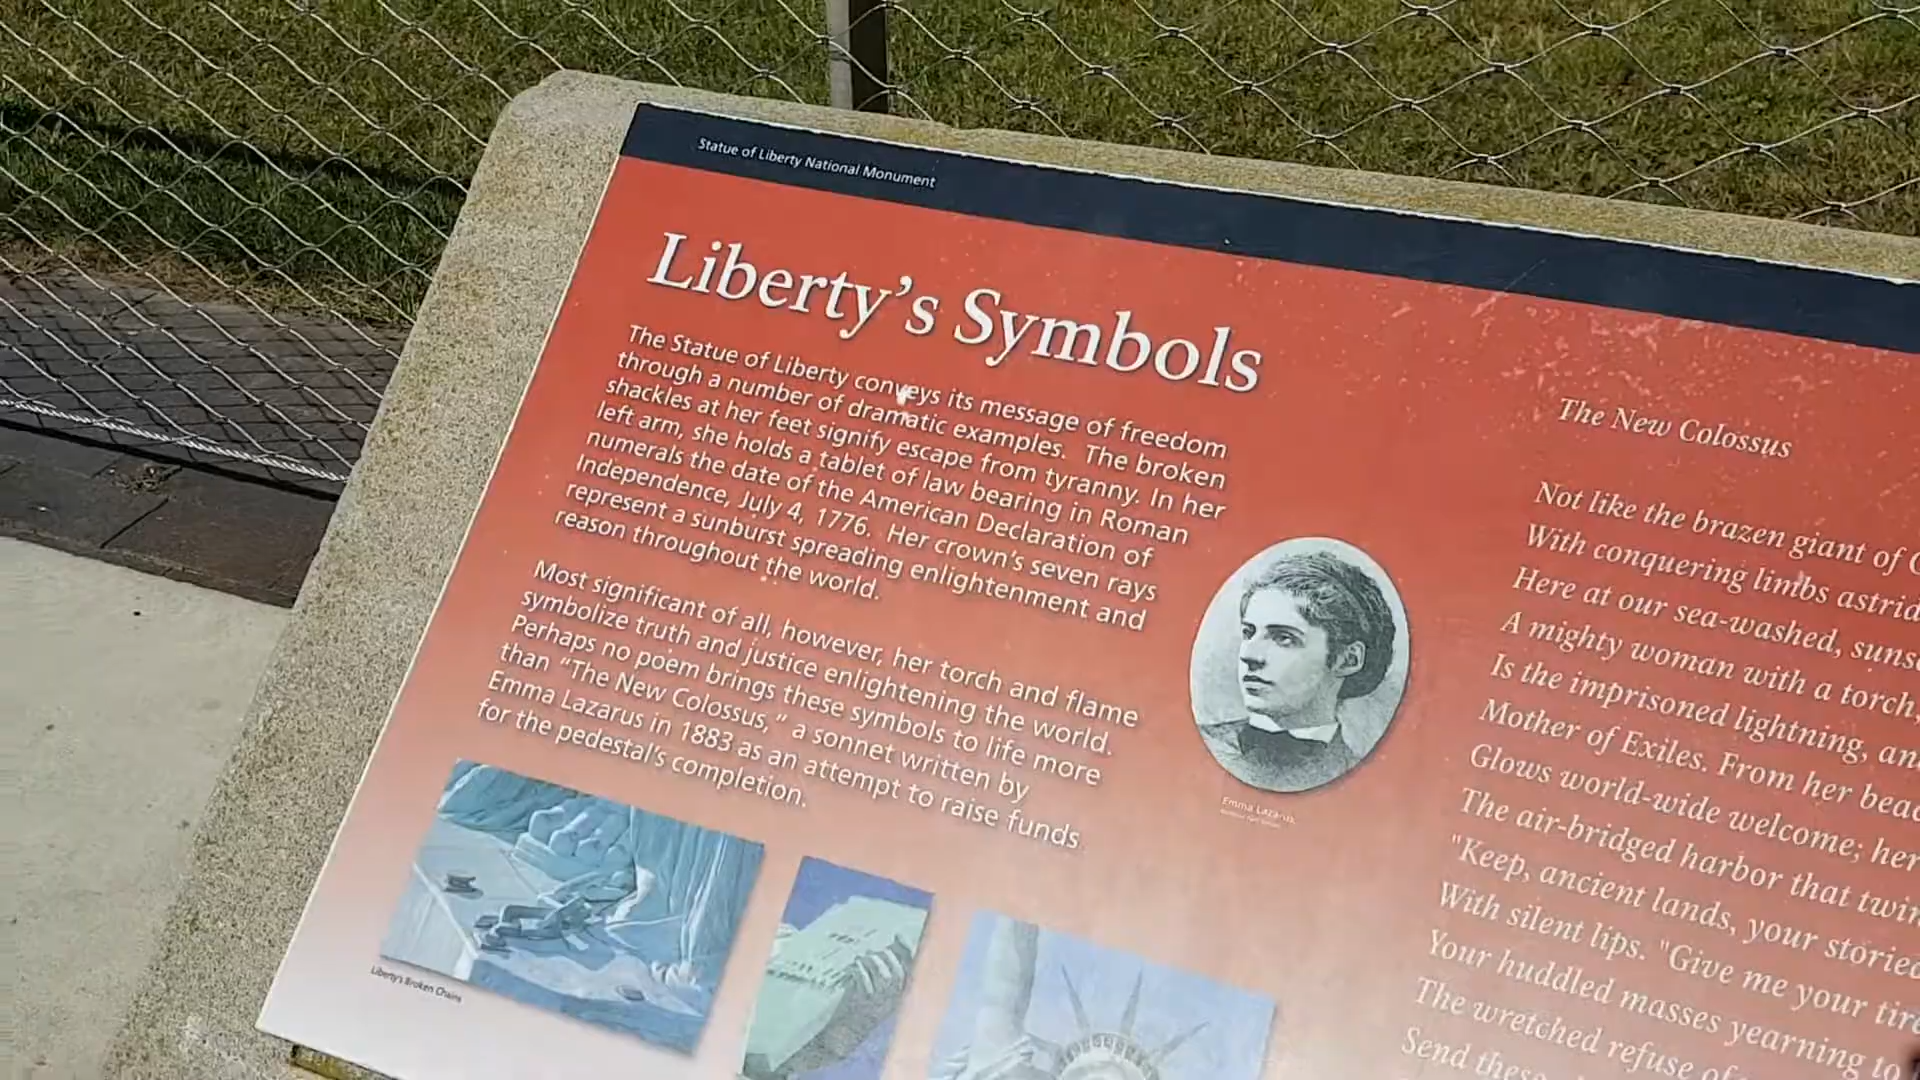 Statue of Liberty National Monument
Liberty's Symbols
The Statue of Liberty conveys its message of freedom
through a number of dramatic examples. The broken
shackles at her feet signify escape from tyranny. In her
left arm, she holds a tablet of law bearing in Roman
numerals the date of the American Declaration of
Independence, July 4, 1776. Her crown's seven rays
represent a sunburst spreading enlightenment and
reason throughout the world.
Most significant of all, however, her torch and flame
symbolize truth and justice enlightening the world.
Perhaps no poem brings these symbols to life more
than “The New Colossus,” a sonnet written by
Emma Lazarus in 1883 as an attempt to raise funds
for the pedestal's completion.
Liberty's Broken Chains
Emma Lazarus,
The New Colossus
Not like the brazen giant of
With conquering limbs
Here at our sea-washed,
A mighty woman with a torch,
Is the imprisoned lightning,
Mother of Exiles. From her
Glows world-wide welcome; her
The air-bridged harbor that
"Keep, ancient lands, your
With silent lips. "Give me your
Your huddled masses yearning to
The wretched refuse
Send these